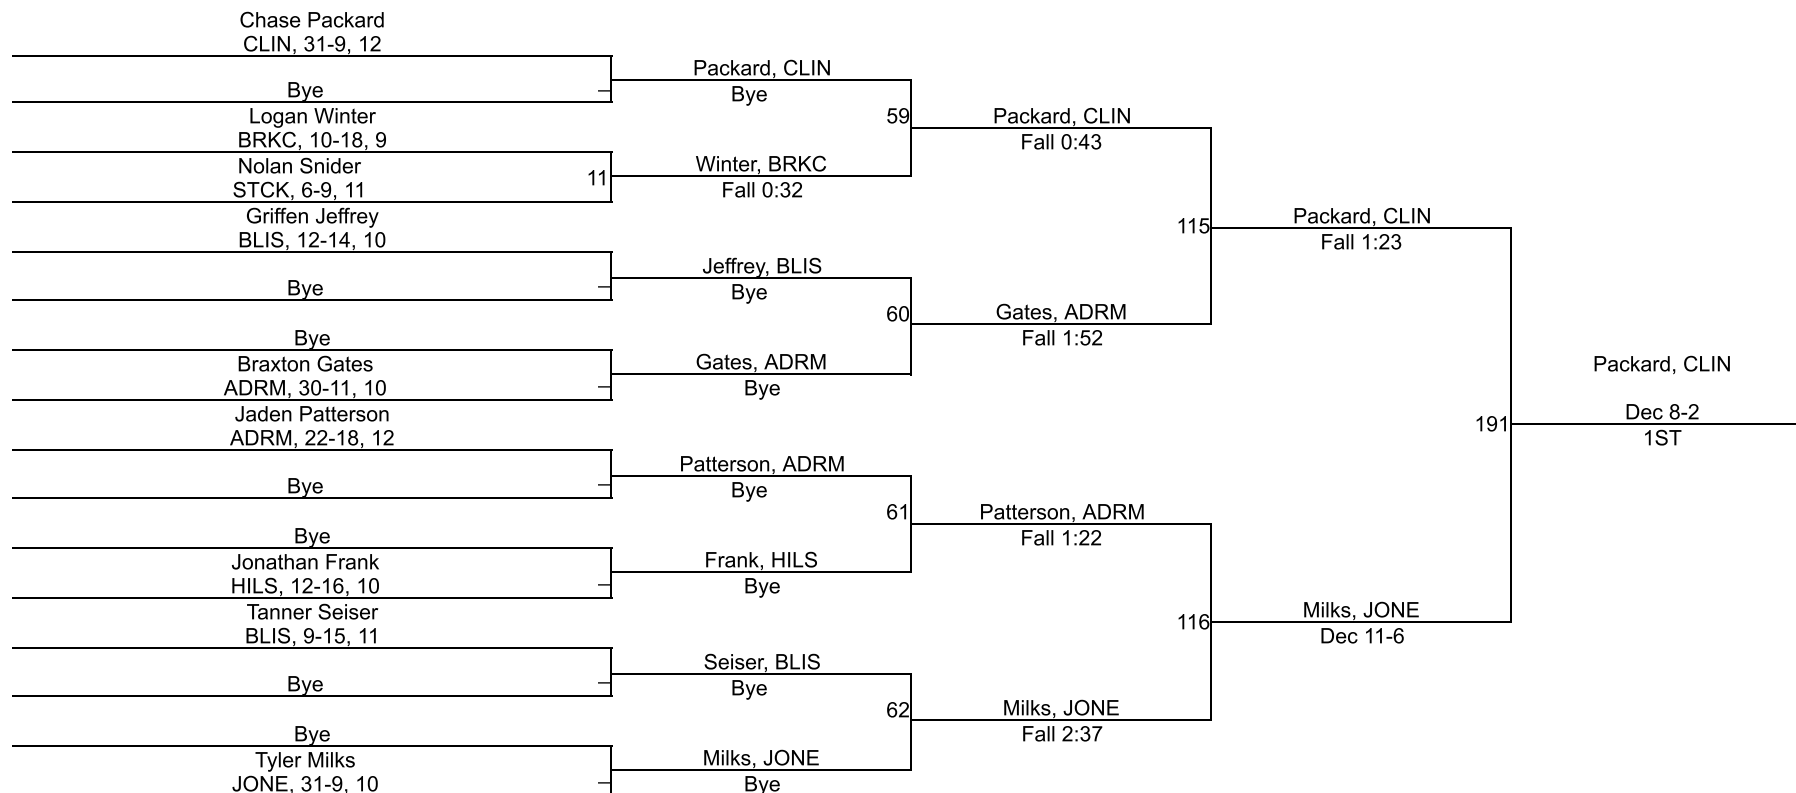 Chase Packard
CLIN, 31-9, 12
Bye
Logan Winter
BRKC, 10-18, 9
Nolan Snider
STCK, 6-9, 11
11
Griffen Jeffrey
BLIS, 12-14, 10
Bye
Bye
Braxton Gates
ADRM, 30-11, 10
Jaden Patterson
ADRM, 22-18, 12
Bye
Bye
Jonathan Frank
HILS, 12-16, 10
Tanner Seiser
BLIS, 9-15, 11
Bye
Bye
Tyler Milks
JONE, 31-9, 10
Packard, CLIN
Bye
59
Winter, BRKC
Fall 0:32
Jeffrey, BLIS
Bye
60
Gates, ADRM
Bye
Patterson, ADRM
Bye
61
Frank, HILS
Bye
Seiser, BLIS
Bye
62
Milks, JONE
Bye
Packard, CLIN
Fall 0:43
115
Gates, ADRM
Fall 1:52
Patterson, ADRM
Fall 1:22
116
Milks, JONE
Fall 2:37
Packard, CLIN
Fall 1:23
191
Milks, JONE
Dec 11-6
Packard, CLIN
Dec 8-2
1ST